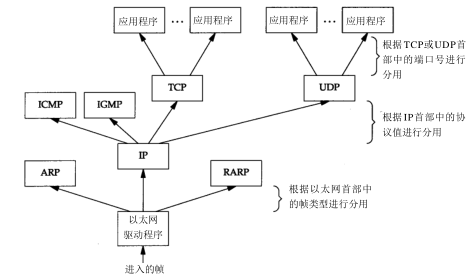 应用程序 … 应用程序 应用程序 … 应用程序
根据TCP或UDP首
部中的端口号进行
分用
TCP UDP
ICMP IGMP
根据IP首部中的协
议值进行分用
IP
ARP RARP
根据以太网首部中
的帧类型进行分用
以太网
驱动程序
进入的帧